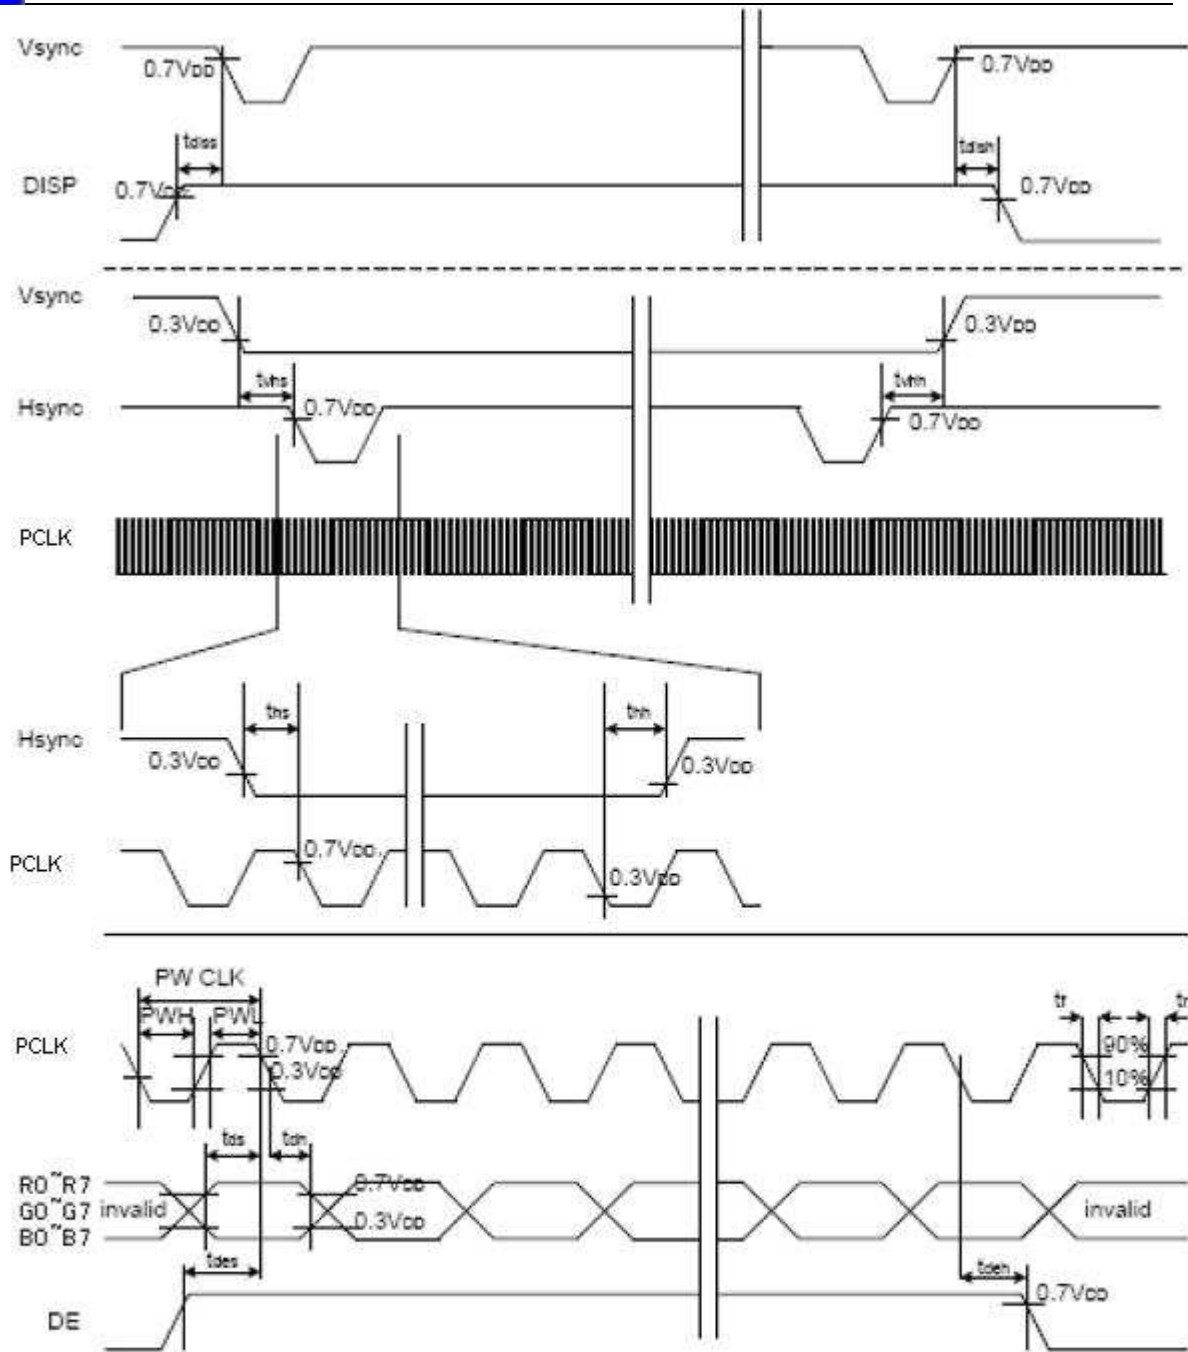 Vsync
0.7VDD
0.7VDD
tdiss
tdish
DISP
0.7VDD
0.7VDD
Vsync
0.3VDD
0.3VDD
tvhs
tvhh
Hsync
0.7VDD
0.7VDD
PCLK
ths
thh
Hsync
0.3VDD
0.3VDD
PCLK
0.7VDD
0.3VDD
PW CLK
PWH
PWL
tf
tr
PCLK
0.7VDD
90%
0.3VDD
10%
tds
tdh
R0~R7
0.7VDD
G0~G7
invalid
invalid
B0~B7
0.3VDD
tdes
tdeh
0.7VDD
DE